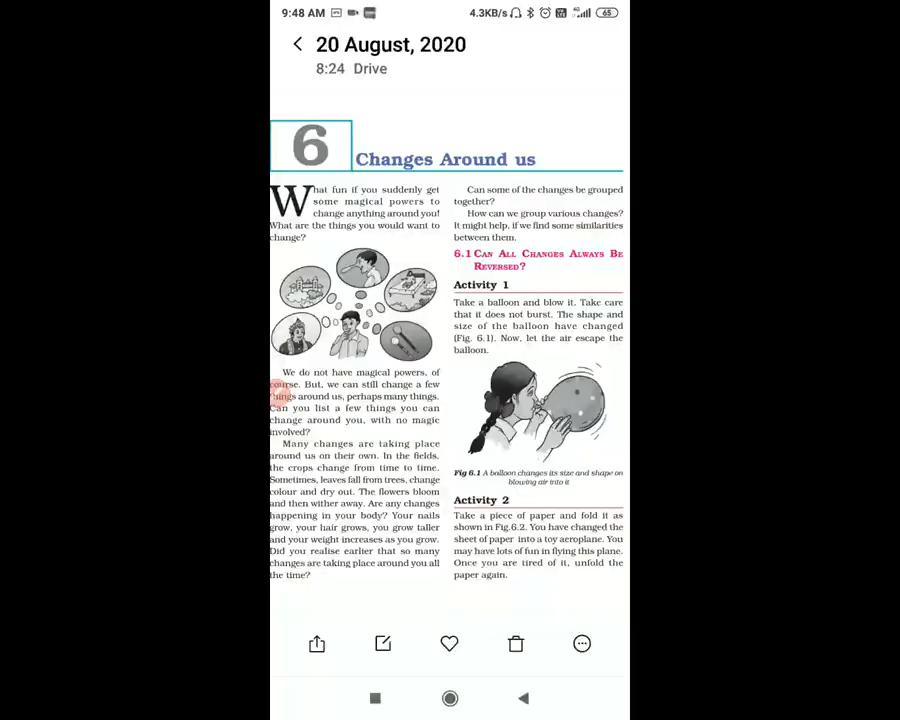 9:48 AM
4.3KB/s
4G
65
20 August, 2020
8:24 Drive
6
Changes Around us
What fun if you suddenly get
some magical powers to
change anything around you!
What are the things you would want to
change?
We do not have magical powers, of
course. But, we can still change a few
things around us, perhaps many things.
Can you list a few things you can
change around you, with no magic
involved?
Many changes are taking place
around us on their own. In the fields,
the crops change from time to time.
Sometimes, leaves fall from trees, change
colour and dry out. The flowers bloom
and then wither away. Are any changes
happening in your body? Your nails
grow, your hair grows, you grow taller
and your weight increases as you grow.
Did you realise earlier that so many
changes are taking place around you all
the time?
Can some of the changes be grouped
together?
How can we group various changes?
It might help, if we find some similarities
between them.
6.1 CAN ALL CHANGES ALWAYS BE
REVERSED?
Activity 1
Take a balloon and blow it. Take care
that it does not burst. The shape and
size of the balloon have changed
(Fig. 6.1). Now, let the air escape the
balloon.
Fig 6.1 A balloon changes its size and shape on
blowing air into it
Activity 2
Take a piece of paper and fold it as
shown in Fig.6.2. You have changed the
sheet of paper into a toy aeroplane. You
may have lots of fun in flying this plane.
Once you are tired of it, unfold the
paper again.